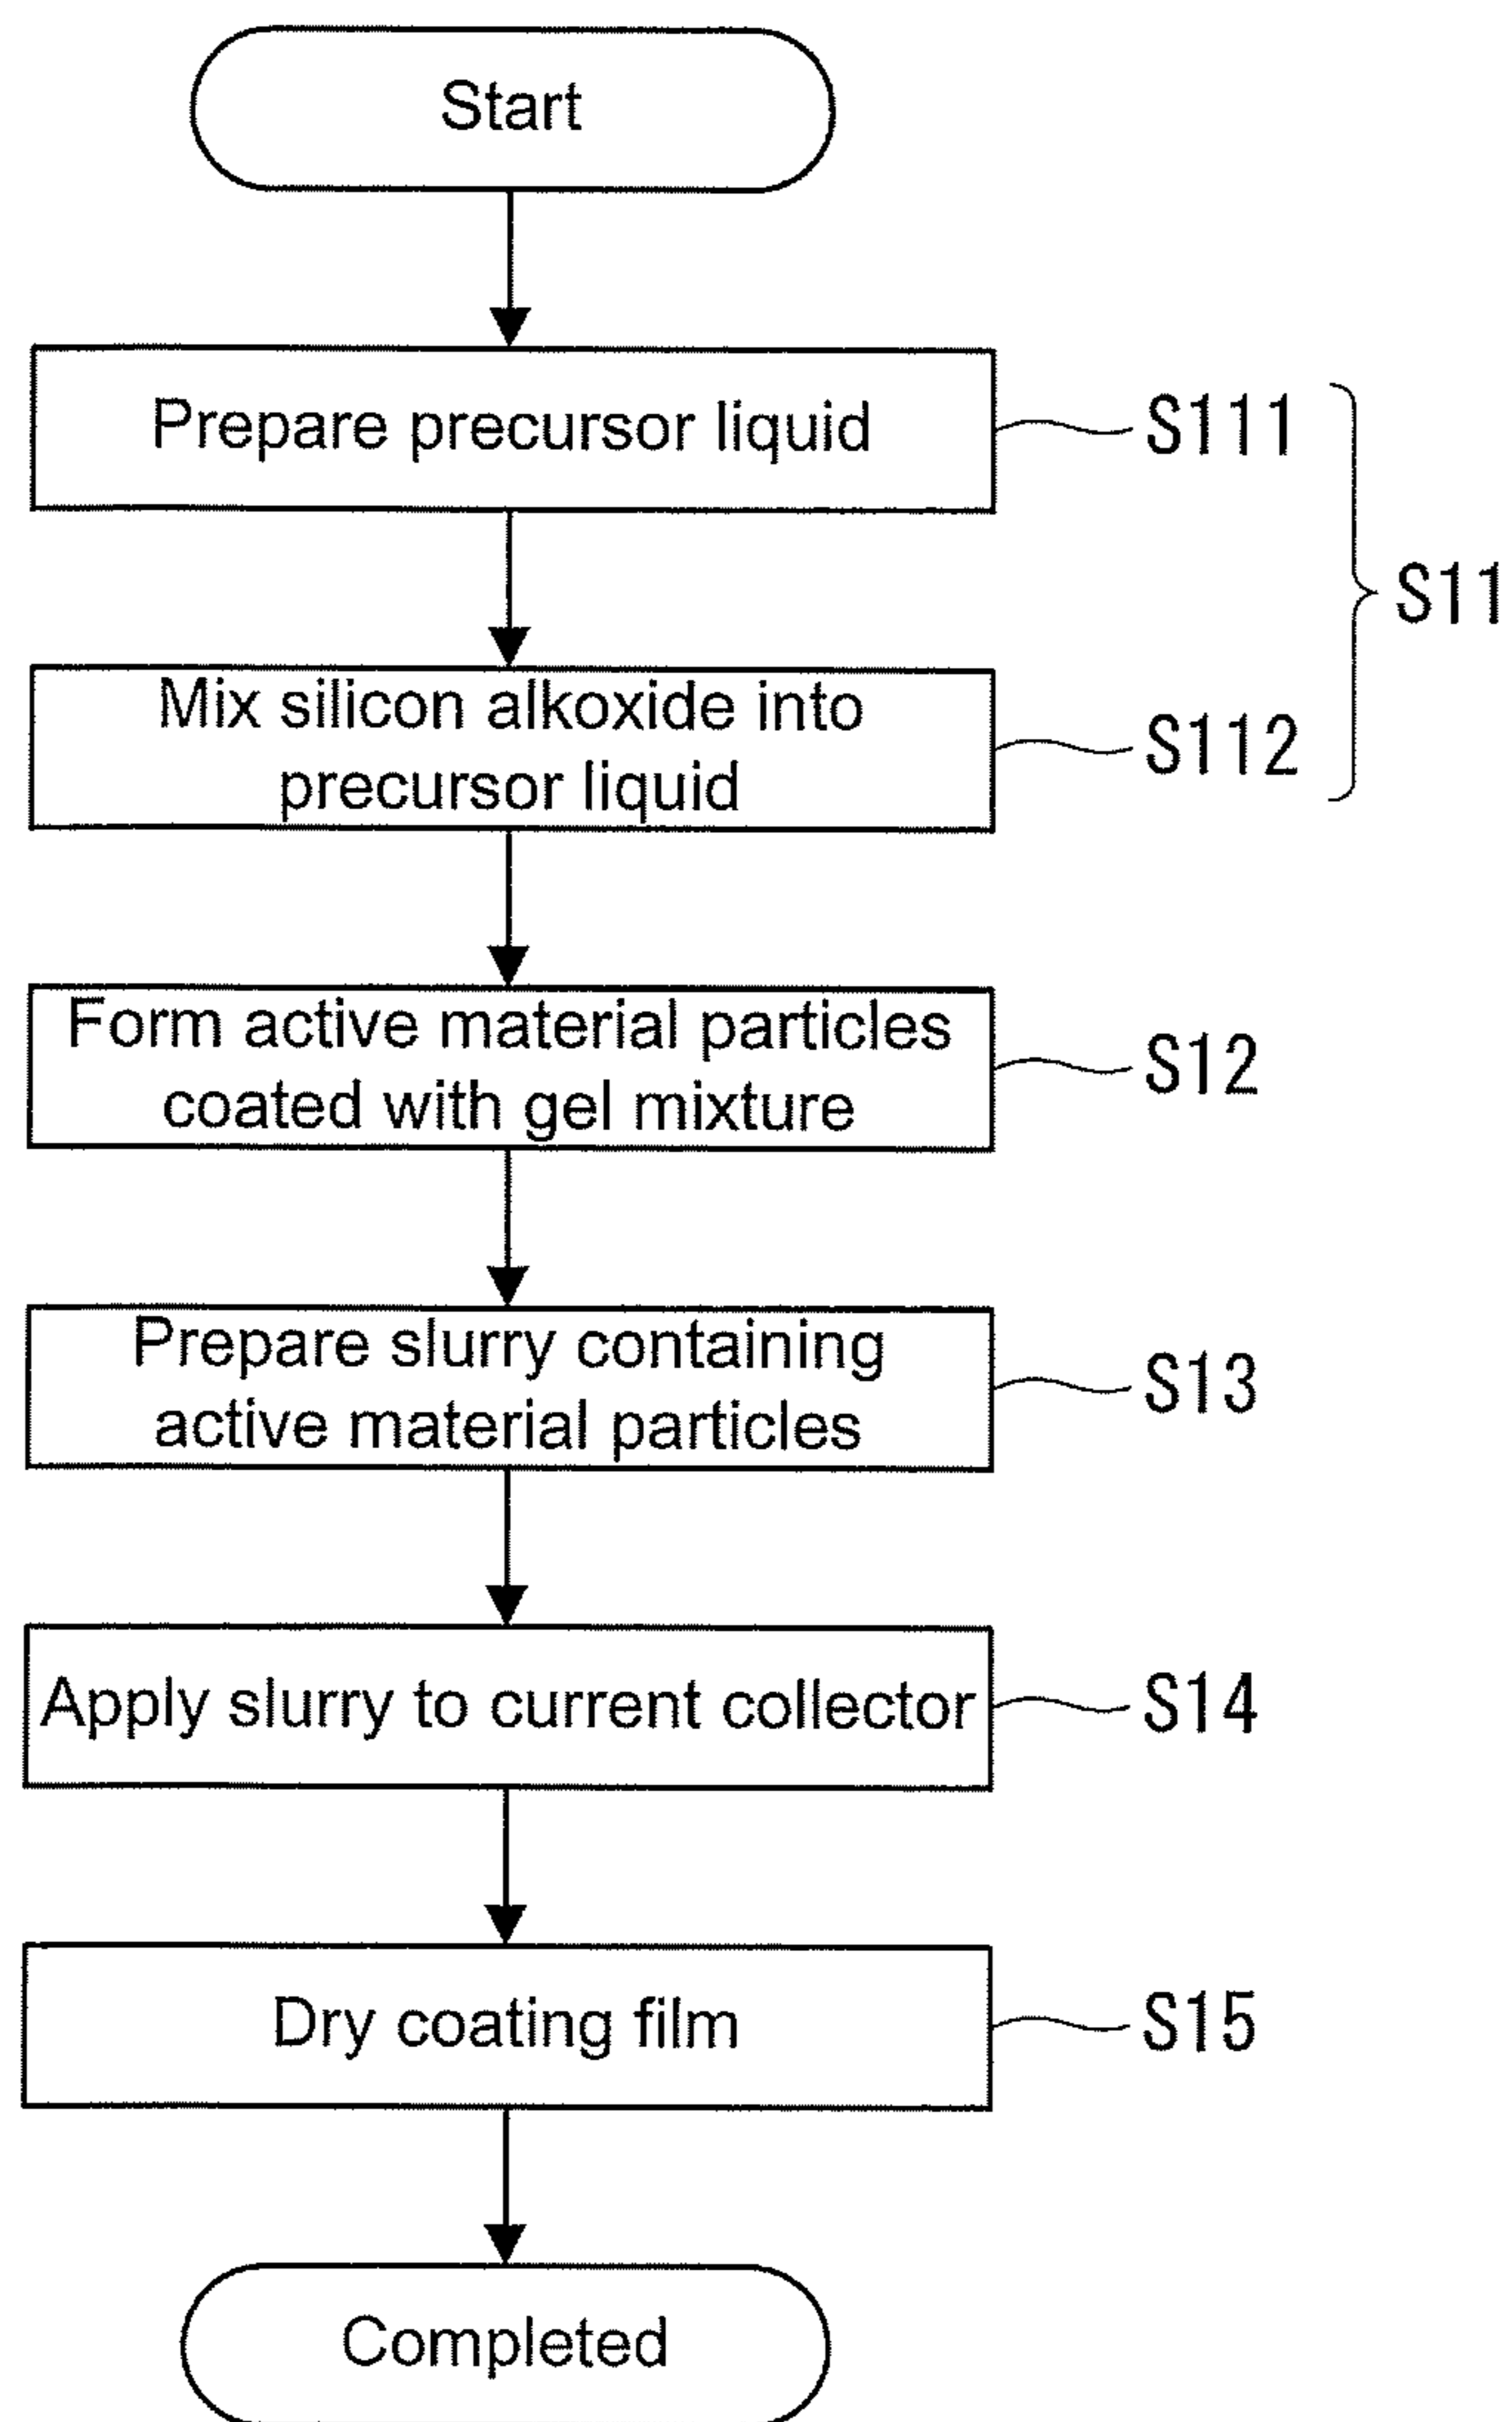 Start
Prepare precursor liquid
S111
S11
Mix silicon alkoxide into
precursor liquid
S112
Form active material particles
coated with gel mixture
S12
Prepare slurry containing
active material particles
S13
Apply slurry to current collector
S14
Dry coating film
S15
Completed